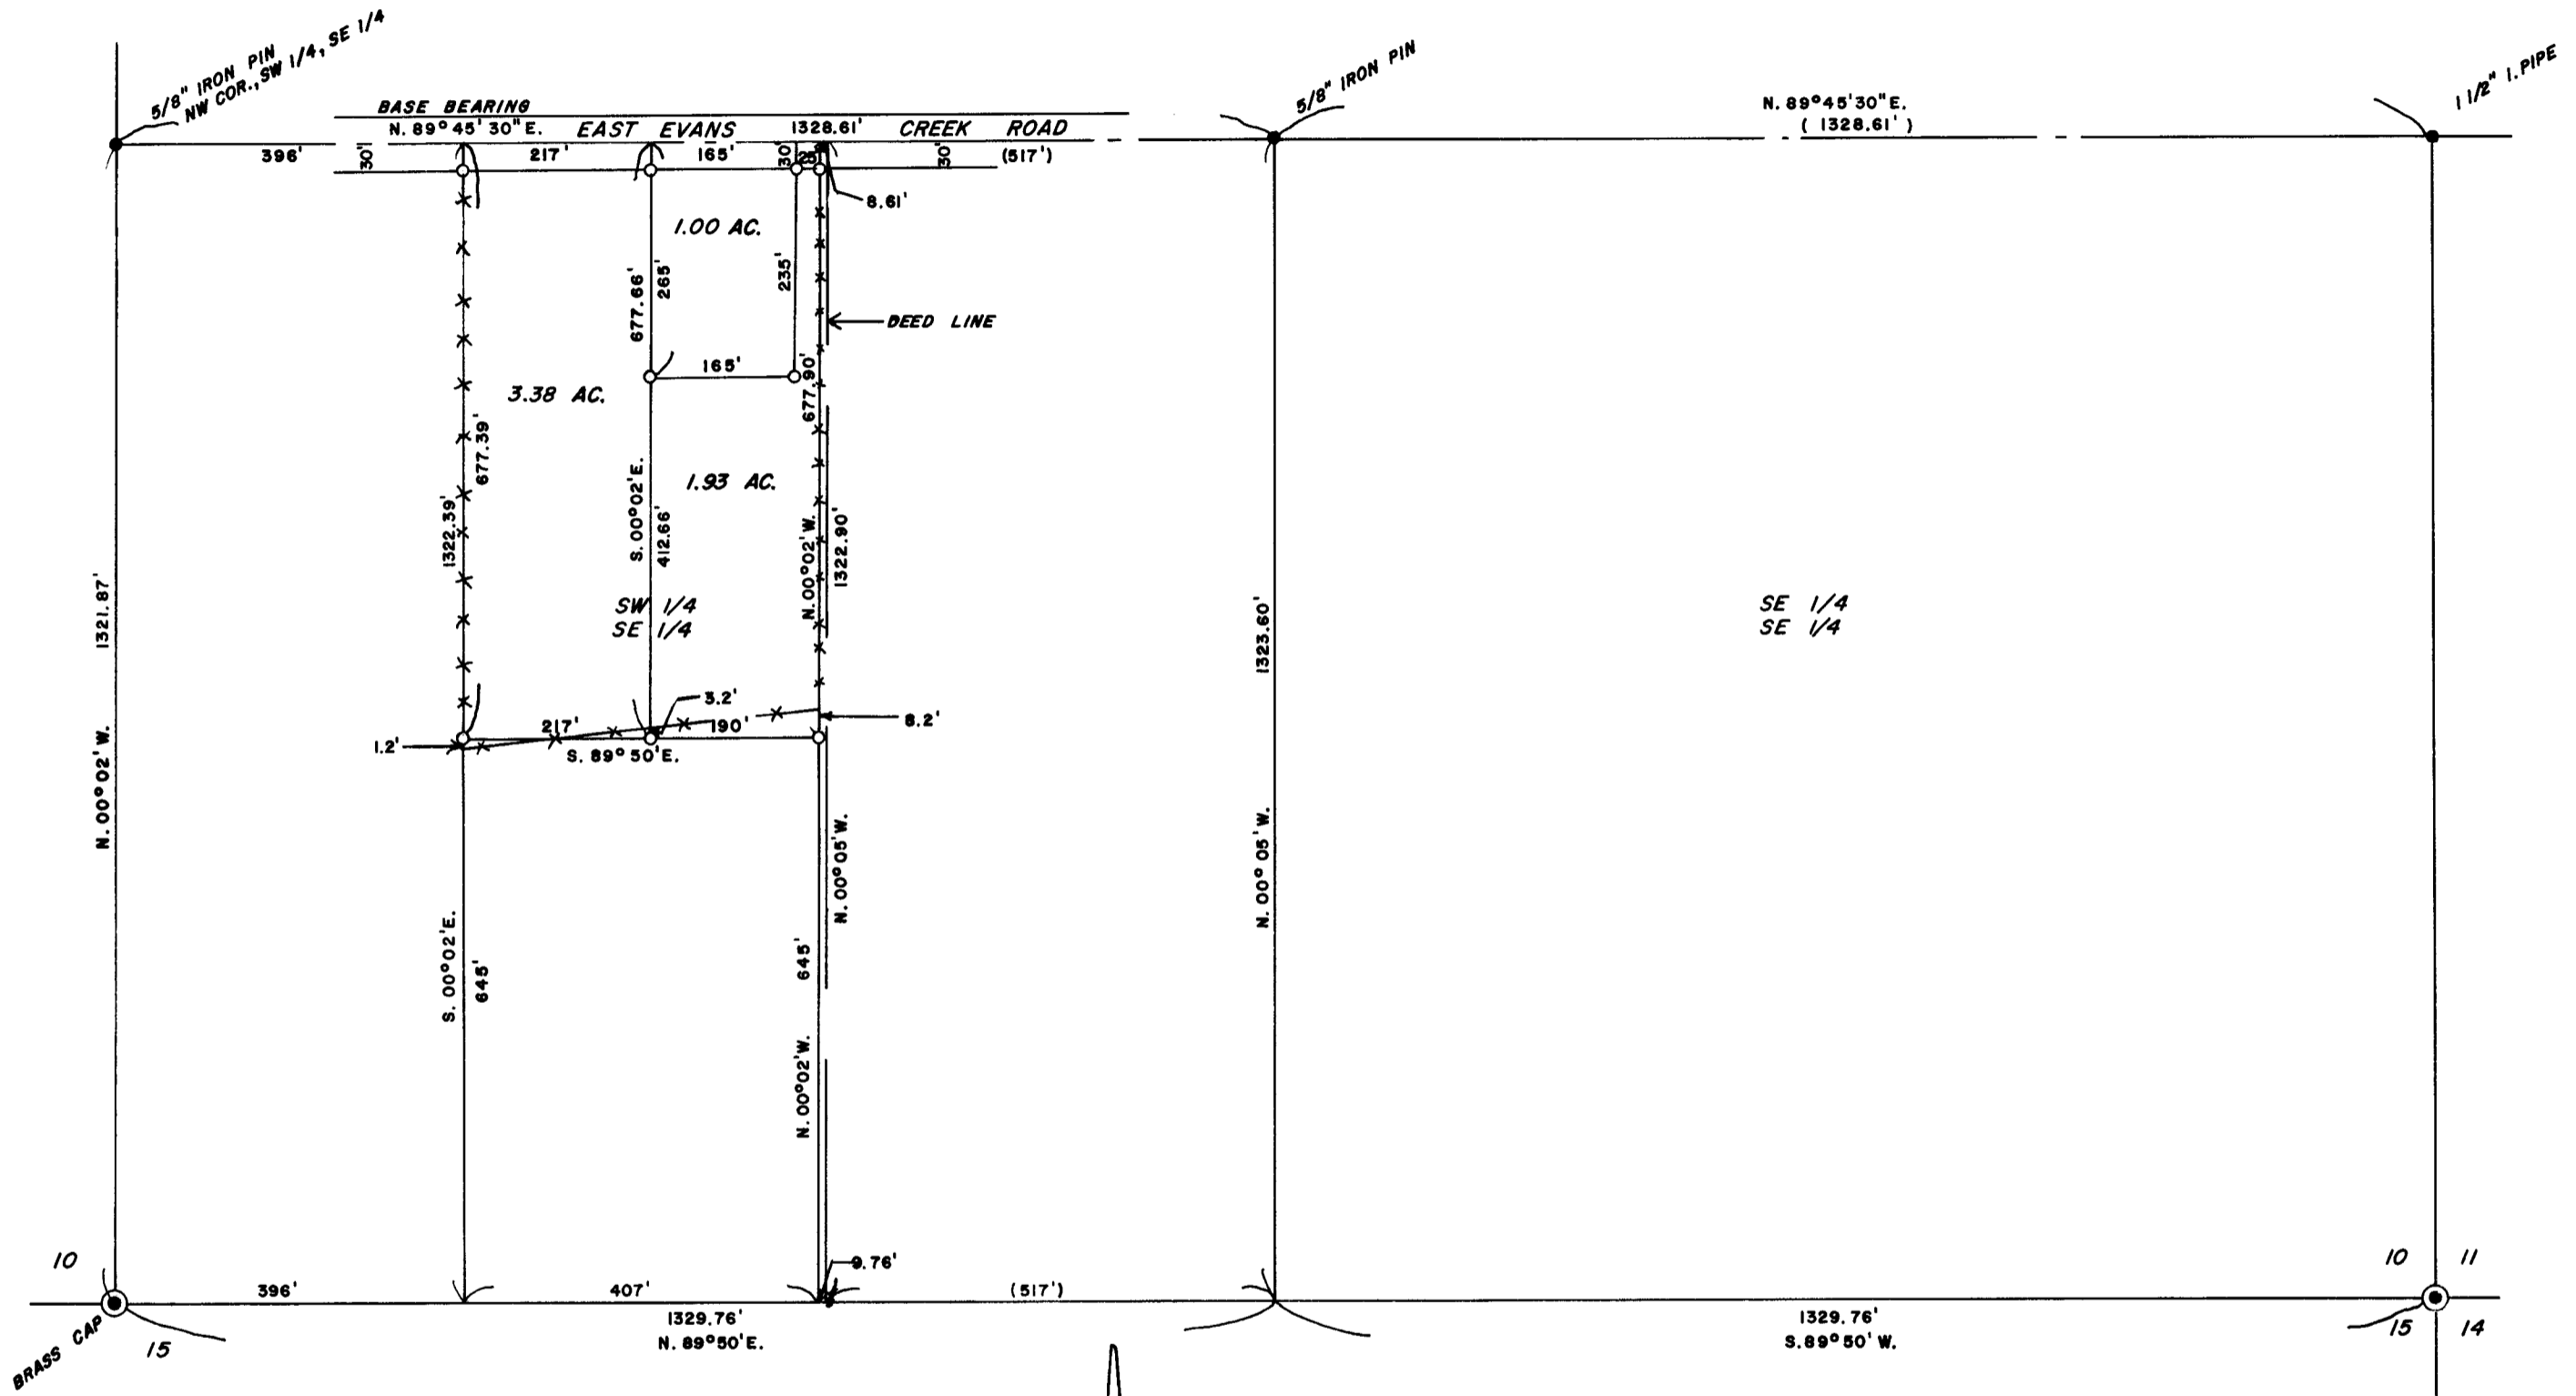 5/8" IRON PIN
NW COR., SW 1/4, SE 1/4
5/8" IRON PIN
1 1/2" I. PIPE
BASE BEARING
N. 89°45'30"E.
( 1328.61' )
N. 89°45'30"E. EAST EVANS 1328.61' CREEK ROAD
396'
30'
217'
165'
30'
25'
30'
(517')
8.61'
1.00 AC.
677.66'
265'
235'
DEED LINE
165'
677.90'
3.38 AC.
677.39'
1.93 AC.
S. 00°02'E.
412.66'
1322.39'
N. 00°02'W.
1322.90'
1321.87'
N. 00°02'W.
SW 1/4
SE 1/4
1323.60'
N. 00°05'W.
SE 1/4
SE 1/4
3.2'
217'
190'
8.2'
1.2'
S. 89°50'E.
N. 00°05'W.
S. 00°02'E.
645'
645'
N. 00°02'W.
9.76'
10
10
11
396'
407'
(517')
1329.76'
N. 89°50'E.
1329.76'
S. 89°50'W.
BRASS CAP
15
15
14